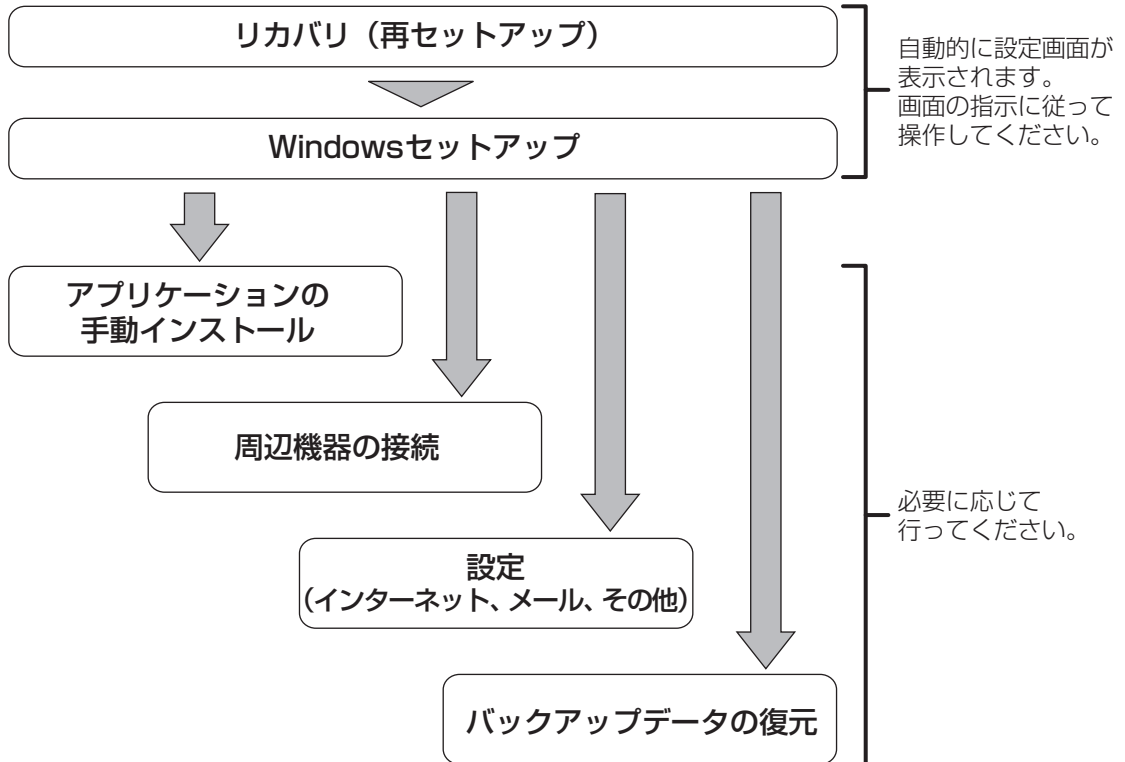 リカバリ（再セットアップ）
自動的に設定画面が
表示されます。
画面の指示に従って
操作してください。
Windowsセットアップ
アプリケーションの
手動インストール
周辺機器の接続
必要に応じて
行ってください。
設定
（インターネット、メール、その他）
バックアップデータの復元